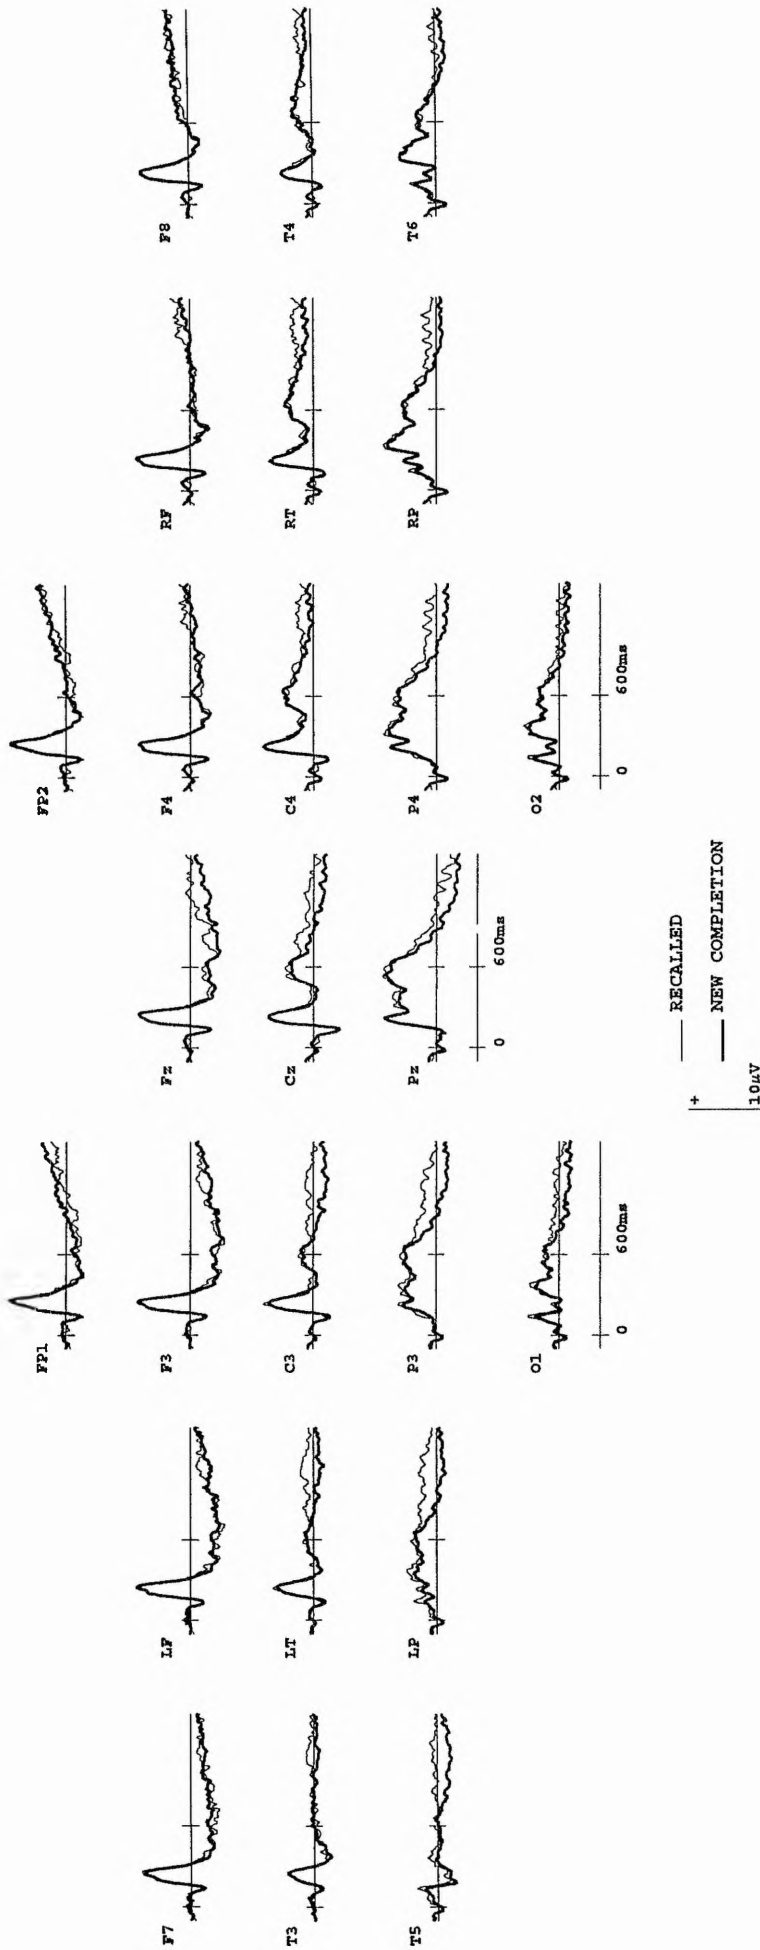 FP1 FP2
F7 LF F3 Fz F4 RF F8
T3 LT C3 Cz C4 RT T4
T5 LP P3 Pz P4 RP T6
0 600ms
O1 O2
0 600ms 0 600ms
RECALLED
+
NEW COMPLETION
10µV